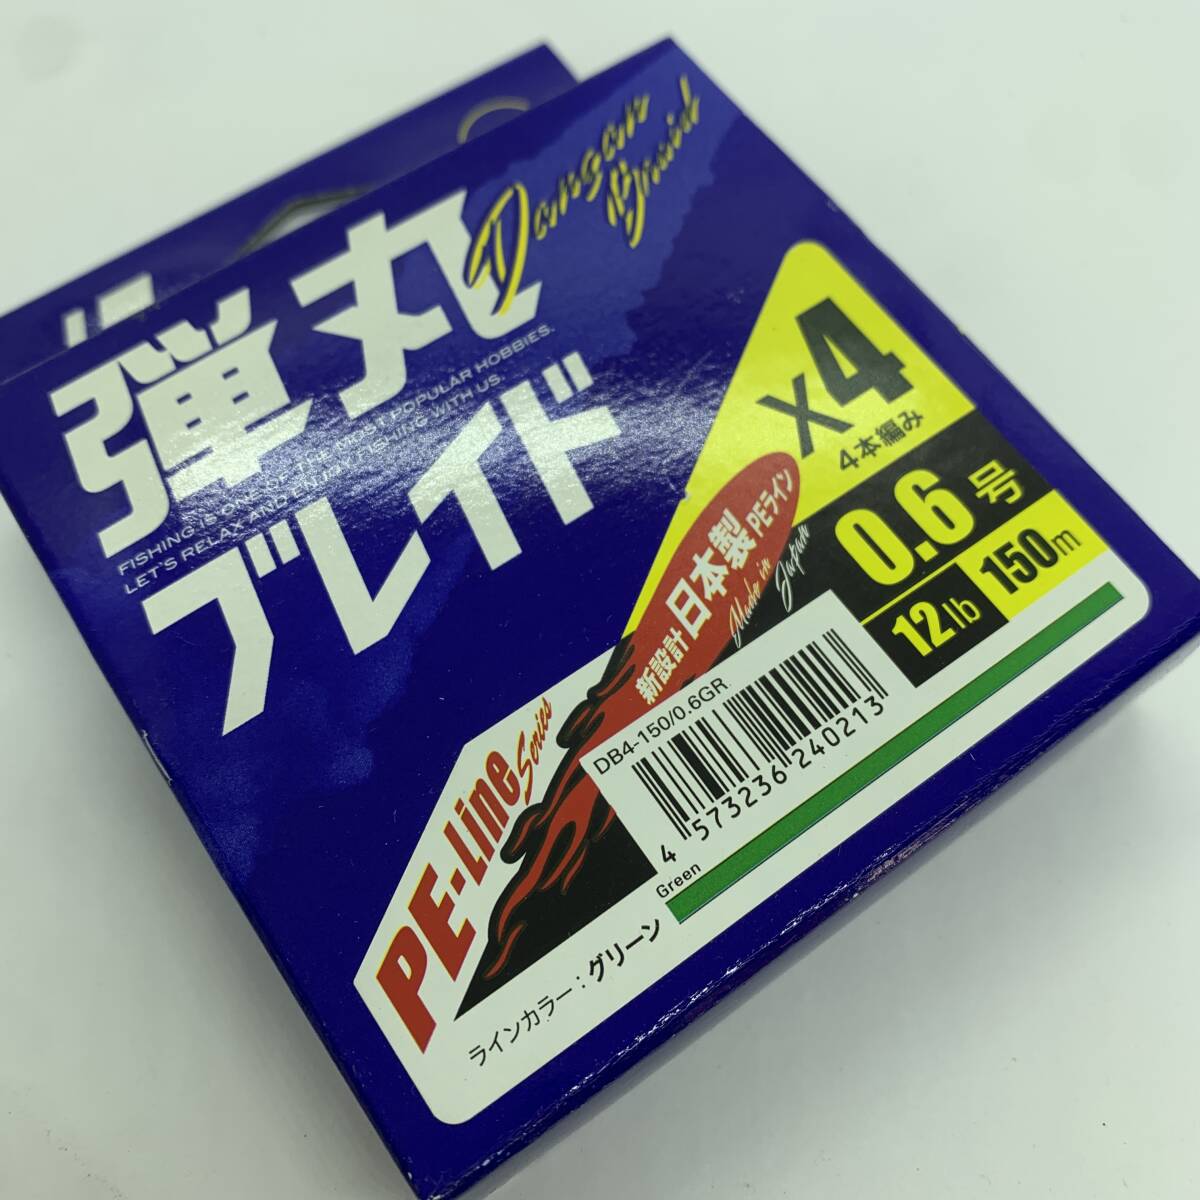 Dangan Braid
弾丸
FISHING IS ONE OF THE MOST POPULAR HOBBIES.
LET'S RELAX AND ENJOY FISHING WITH US.
ブレイド
X4
4本編み
0.6号
12lb 150m
新設計 日本製 PEライン
Made in Japan
PE-Line Series
DB4-150/0.6GR
4 573236 240213
ラインカラー：グリーン Green